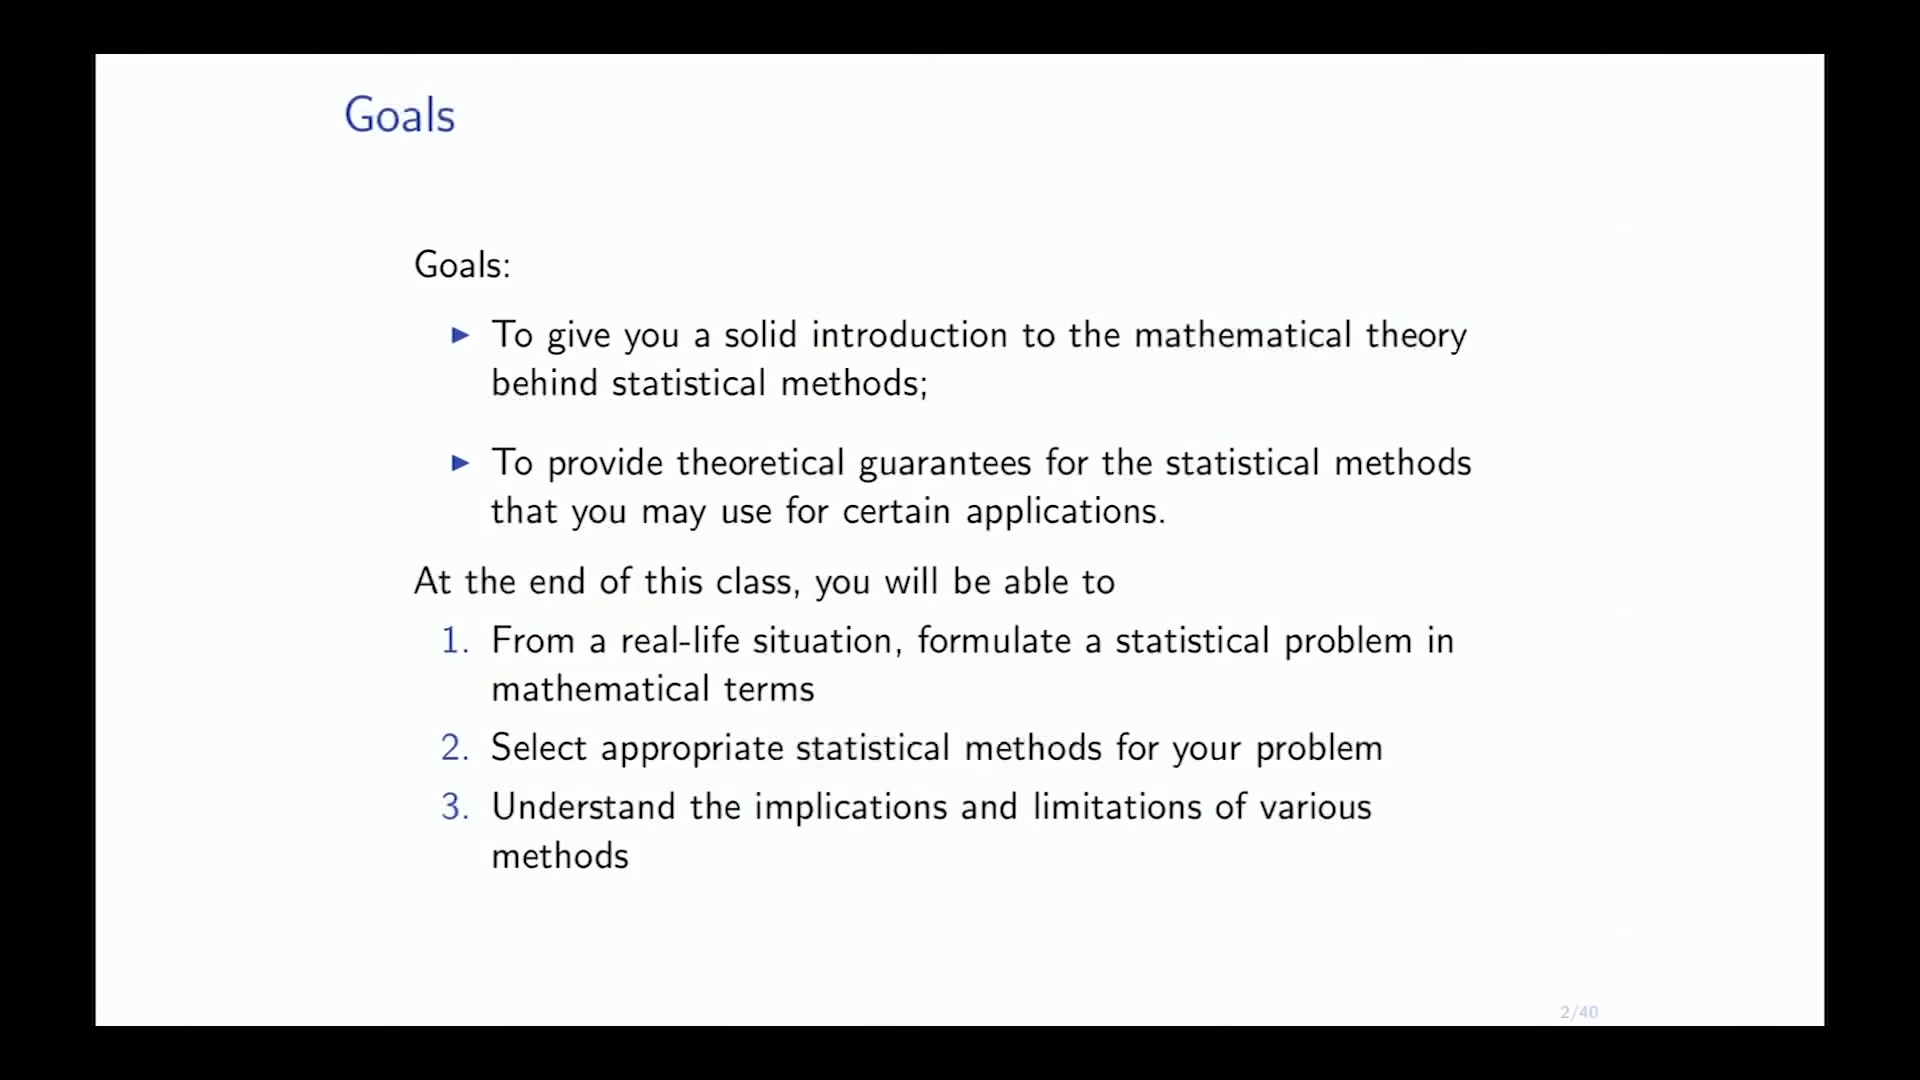 Goals
Goals:
▶ To give you a solid introduction to the mathematical theory
behind statistical methods;
▶ To provide theoretical guarantees for the statistical methods
that you may use for certain applications.
At the end of this class, you will be able to
1. From a real-life situation, formulate a statistical problem in
mathematical terms
2. Select appropriate statistical methods for your problem
3. Understand the implications and limitations of various
methods
2/40